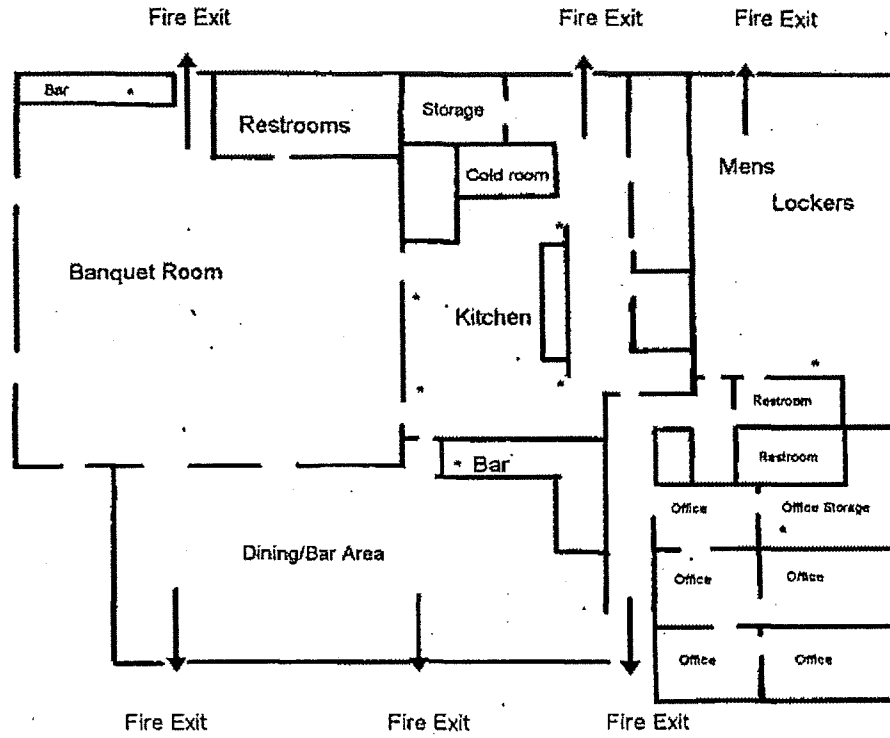 Fire Exit
Fire Exit
Fire Exit
Bar *
Restrooms
Storage
Cold room
Mens
Lockers
*
Banquet Room
*
Kitchen
*
*
*
Restroom
* Bar
Restroom
Office
Office Storage
*
Dining/Bar Area
Office
Office
Office
Office
Fire Exit
Fire Exit
Fire Exit